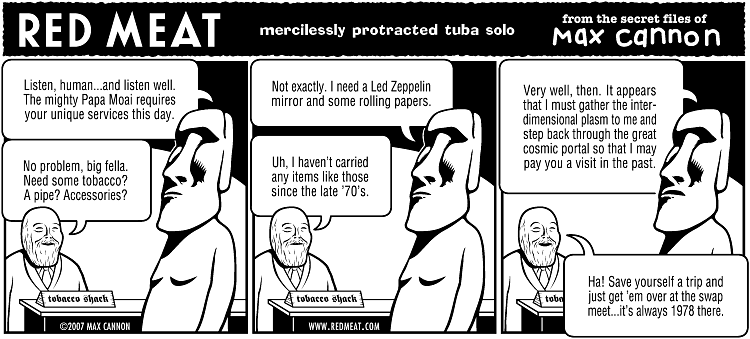 RED MEAT
mercilessly protracted tuba solo
from the secret files of
Max cannon
Listen, human...and listen well.
The mighty Papa Moai requires
your unique services this day.
No problem, big fella.
Need some tobacco?
A pipe? Accessories?
tobacco shack
©2007 MAX CANNON
Not exactly. I need a Led Zeppelin
mirror and some rolling papers.
Uh, I haven't carried
any items like those
since the late '70's.
tobacco shack
WWW.REDMEAT.COM
Very well, then. It appears
that I must gather the inter-
dimensional plasm to me and
step back through the great
cosmic portal so that I may
pay you a visit in the past.
Ha! Save yourself a trip and
just get 'em over at the swap
meet...it's always 1978 there.
toba